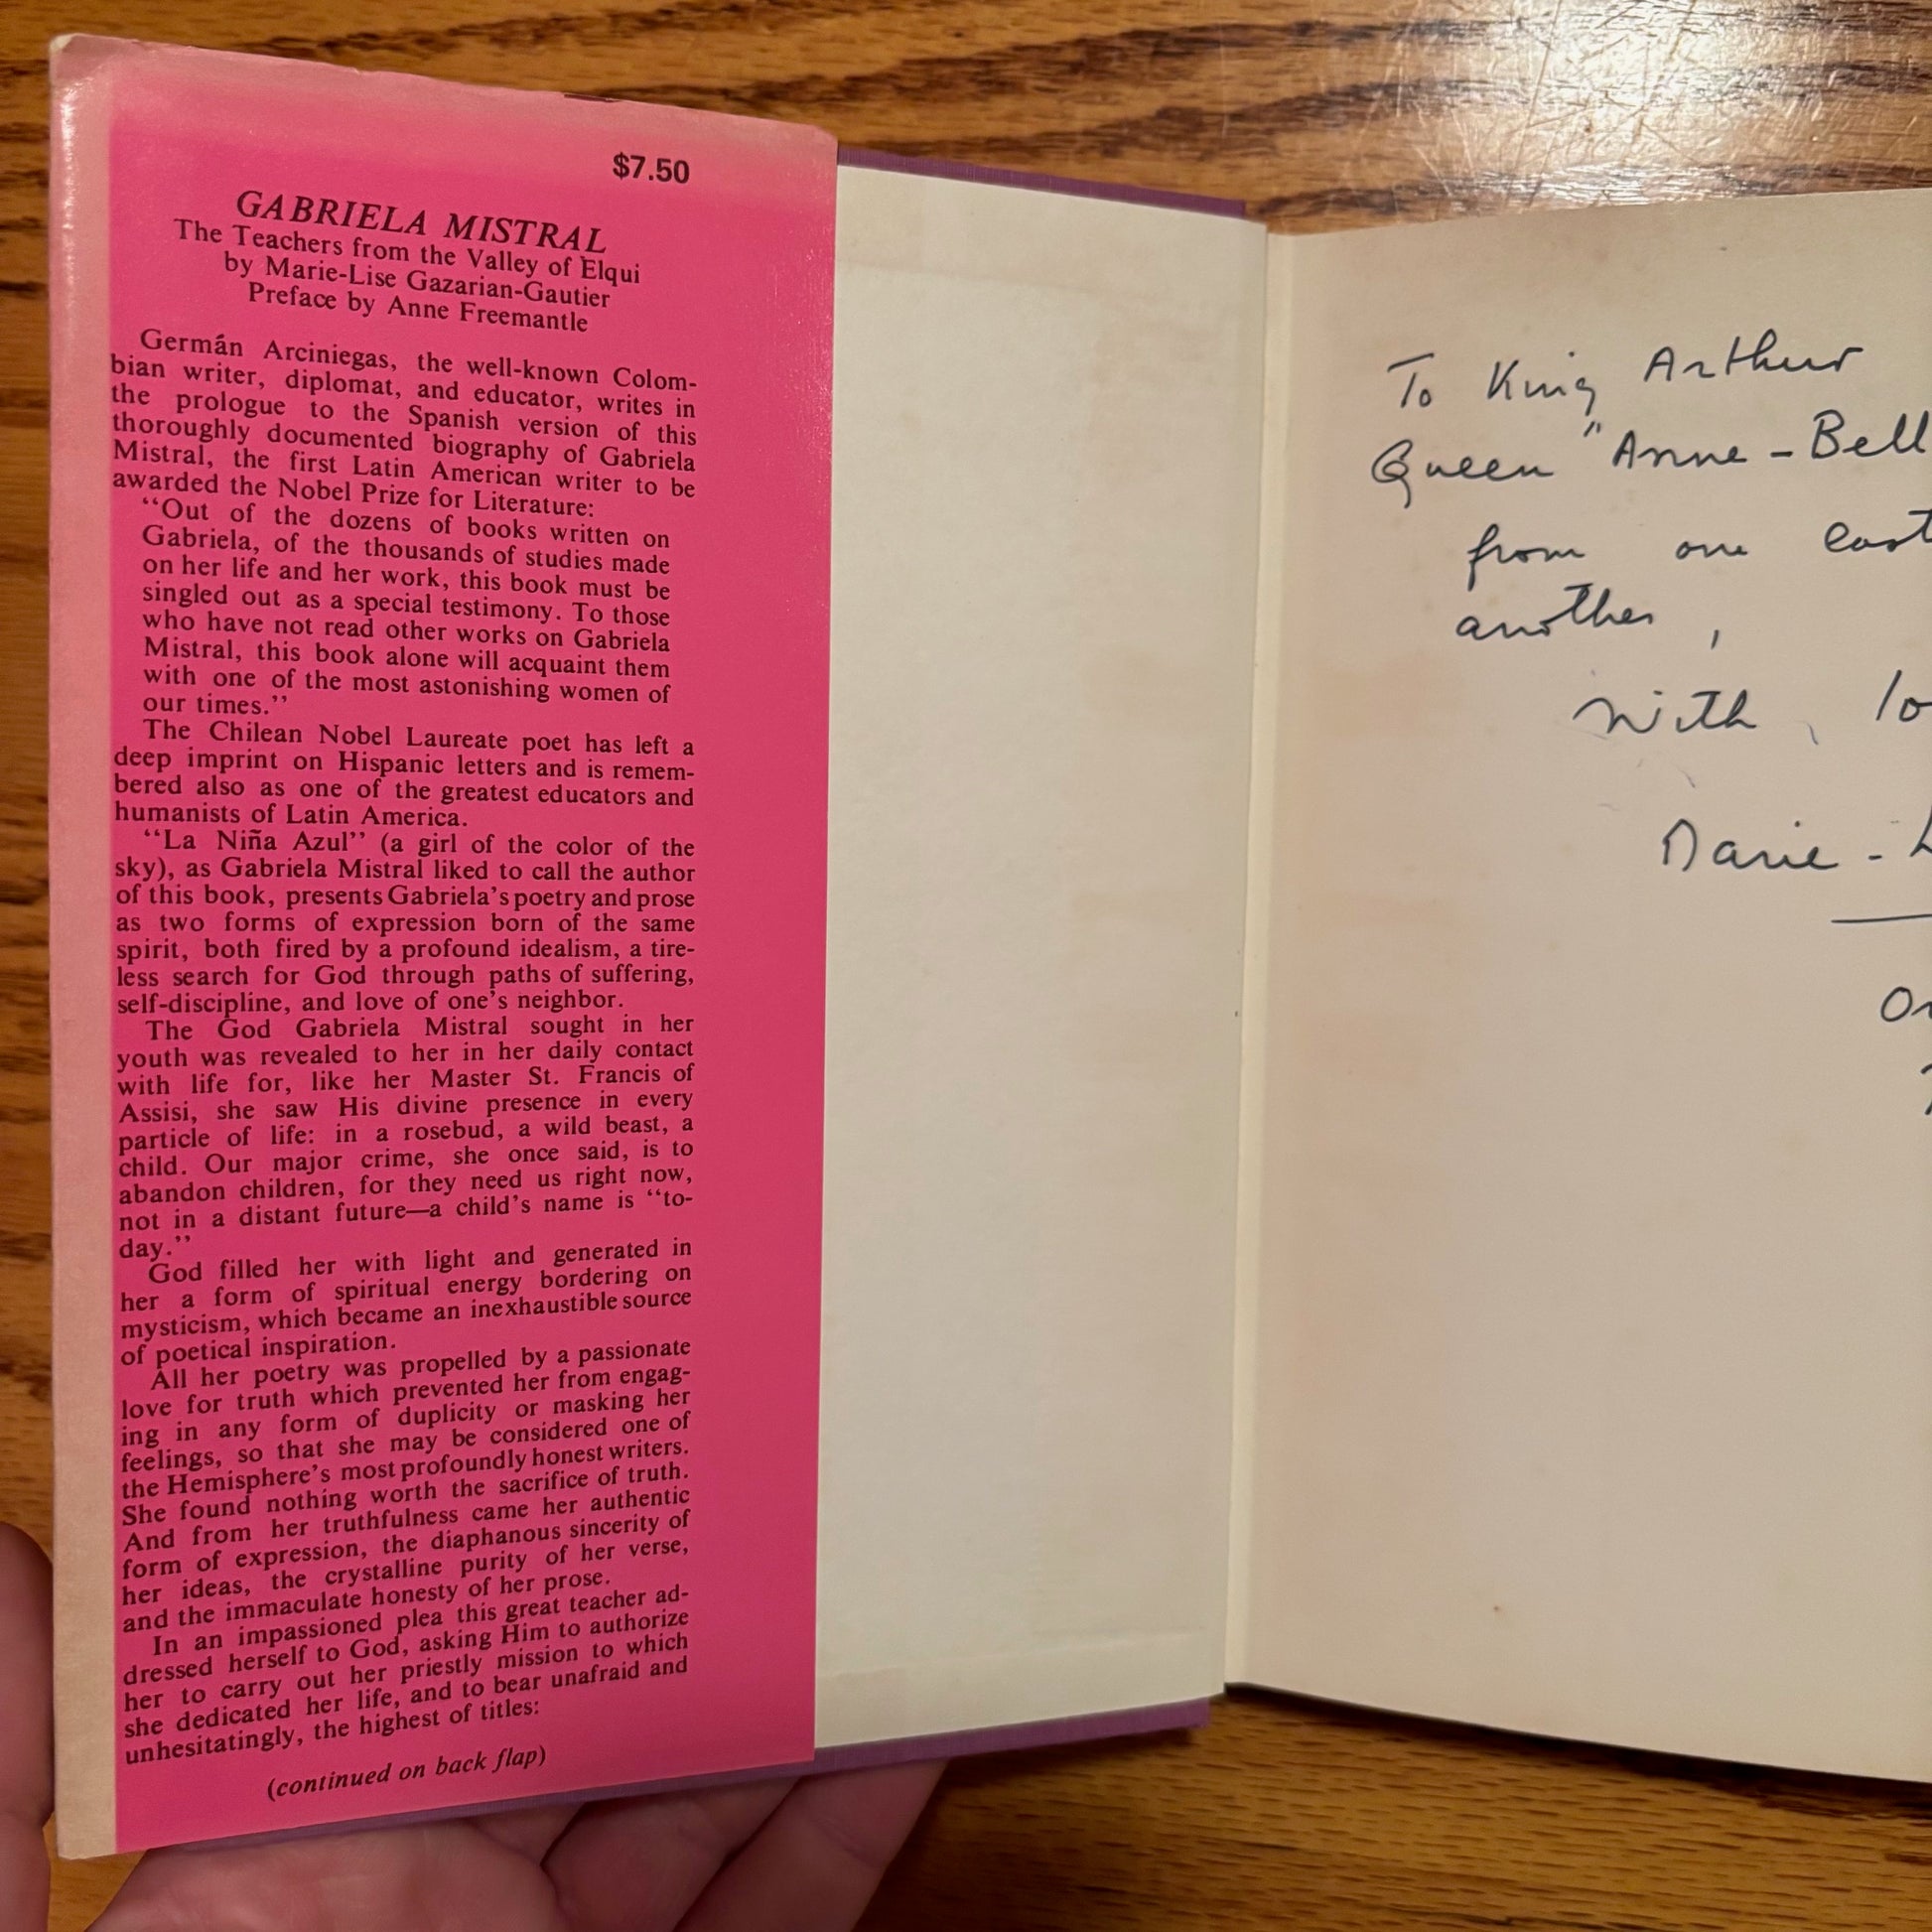 $7.50
GABRIELA MISTRAL
The Teachers from the Valley of Elqui
by Marie-Lise Gazarian-Gautier
Preface by Anne Freemantle
Germán Arciniegas, the well-known Colom-
bian writer, diplomat, and educator, writes in
the prologue to the Spanish version of this
thoroughly documented biography of Gabriela
Mistral, the first Latin American writer to be
awarded the Nobel Prize for Literature:
“Out of the dozens of books written on
Gabriela, of the thousands of studies made
on her life and her work, this book must be
singled out as a special testimony. To those
who have not read other works on Gabriela
Mistral, this book alone will acquaint them
with one of the most astonishing women of
our times.”
The Chilean Nobel Laureate poet has left a
deep imprint on Hispanic letters and is remem-
bered also as one of the greatest educators and
humanists of Latin America.
“La Niña Azul” (a girl of the color of the
sky), as Gabriela Mistral liked to call the author
of this book, presents Gabriela’s poetry and prose
as two forms of expression born of the same
spirit, both fired by a profound idealism, a tire-
less search for God through paths of suffering,
self-discipline, and love of one’s neighbor.
The God Gabriela Mistral sought in her
youth was revealed to her in her daily contact
with life for, like her Master St. Francis of
Assisi, she saw His divine presence in every
particle of life: in a rosebud, a wild beast, a
child. Our major crime, she once said, is to
abandon children, for they need us right now,
not in a distant future—a child’s name is “to-
day.”
God filled her with light and generated in
her a form of spiritual energy bordering on
mysticism, which became an inexhaustible source
of poetical inspiration.
All her poetry was propelled by a passionate
love for truth which prevented her from engag-
ing in any form of duplicity or masking her
feelings, so that she may be considered one of
the Hemisphere’s most profoundly honest writers.
She found nothing worth the sacrifice of truth.
And from her truthfulness came her authentic
form of expression, the diaphanous sincerity of
her ideas, the crystalline purity of her verse,
and the immaculate honesty of her prose.
In an impassioned plea this great teacher ad-
dressed herself to God, asking Him to authorize
her to carry out her priestly mission to which
she dedicated her life, and to bear unafraid and
unhesitatingly, the highest of titles:
(continued on back flap)
To King Arthur
Queen "Anne-Bell
from one cast
another,
with lo
Marie-L